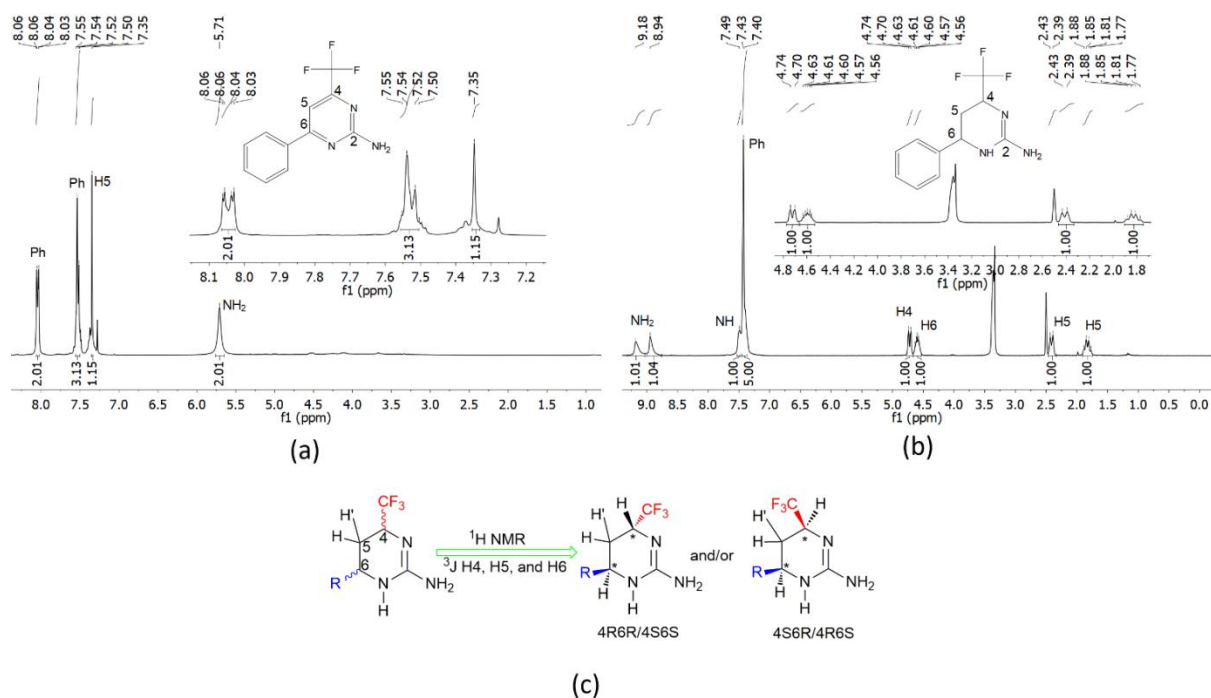 8.06
8.06
8.04
8.03
7.55
7.54
7.52
7.50
7.35
5.71
8.06
8.06
8.04
8.03
7.55
7.54
7.52
7.50
7.35
F
F
F
4
5
N
6
2
N
NH2
Ph
Ph
H5
2.01
3.13
1.15
8.1 8.0 7.9 7.8 7.7 7.6 7.5 7.4 7.3 7.2
f1 (ppm)
NH2
2.01
3.13
1.15
2.01
8.0 7.5 7.0 6.5 6.0 5.5 5.0 4.5 4.0 3.5 3.0 2.5 2.0 1.5 1.0
f1 (ppm)
(a)
9.18
8.94
7.49
7.43
7.40
4.74
4.70
4.63
4.61
4.60
4.57
4.56
2.43
2.39
1.88
1.85
1.81
1.77
4.74
4.70
4.63
4.61
4.60
4.57
4.56
2.43
2.39
1.88
1.85
1.81
1.77
F
F
F
4
5
N
6
2
NH
NH2
Ph
1.00
1.00
1.00
1.00
4.8 4.6 4.4 4.2 4.0 3.8 3.6 3.4 3.2 3.0 2.8 2.6 2.4 2.2 2.0 1.8
f1 (ppm)
NH2
NH
H4
H6
H5
H5
1.01
1.04
1.00
5.00
1.00
1.00
1.00
1.00
9.0 8.5 8.0 7.5 7.0 6.5 6.0 5.5 5.0 4.5 4.0 3.5 3.0 2.5 2.0 1.5 1.0 0.5 0.0
f1 (ppm)
(b)
CF3
H'
H
4
5
N
6
R
N
NH2
H
1H NMR
3J H4, H5, and H6
H
CF3
H'
H
*
N
R
*
N
NH2
H
H
4R6R/4S6S
and/or
F3C
H
H'
H
*
N
R
*
N
NH2
H
H
4S6R/4R6S
(c)